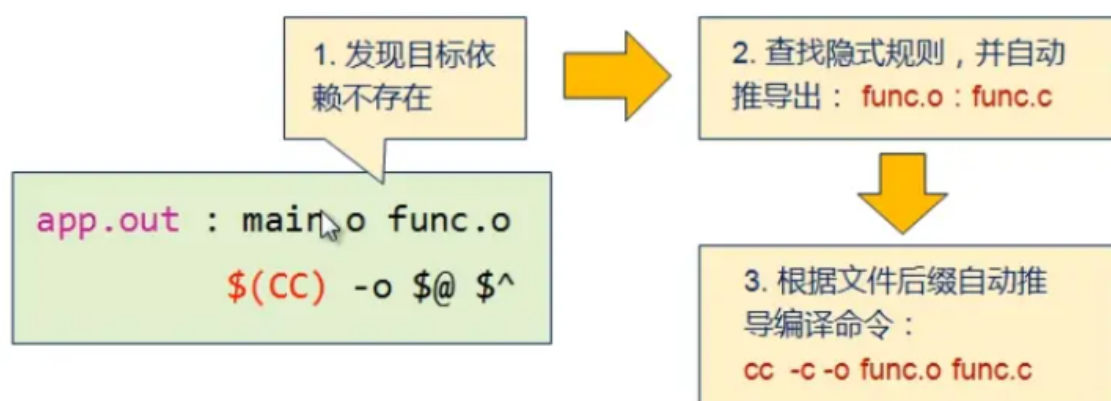 1. 发现目标依
赖不存在
2. 查找隐式规则，并自动
推导出： func.o : func.c
app.out : main.o func.o
$(CC) -o $@ $^
3. 根据文件后缀自动推
导编译命令：
cc -c -o func.o func.c